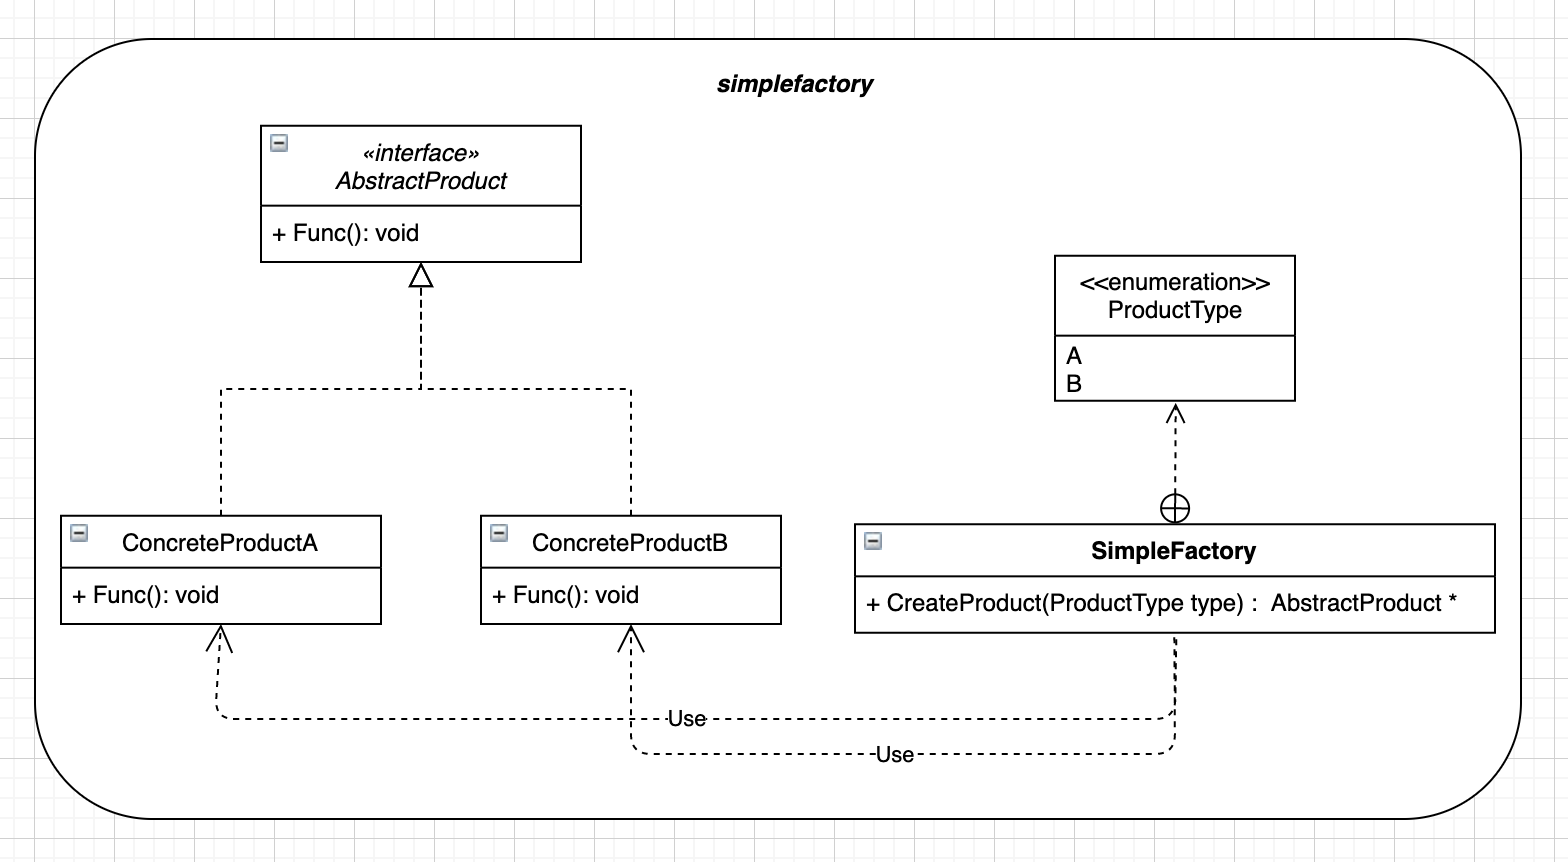 simplefactory
«interface»
AbstractProduct
+ Func(): void
<<enumeration>>
ProductType
A
B
ConcreteProductA
+ Func(): void
ConcreteProductB
+ Func(): void
SimpleFactory
+ CreateProduct(ProductType type) :  AbstractProduct *
Use
Use